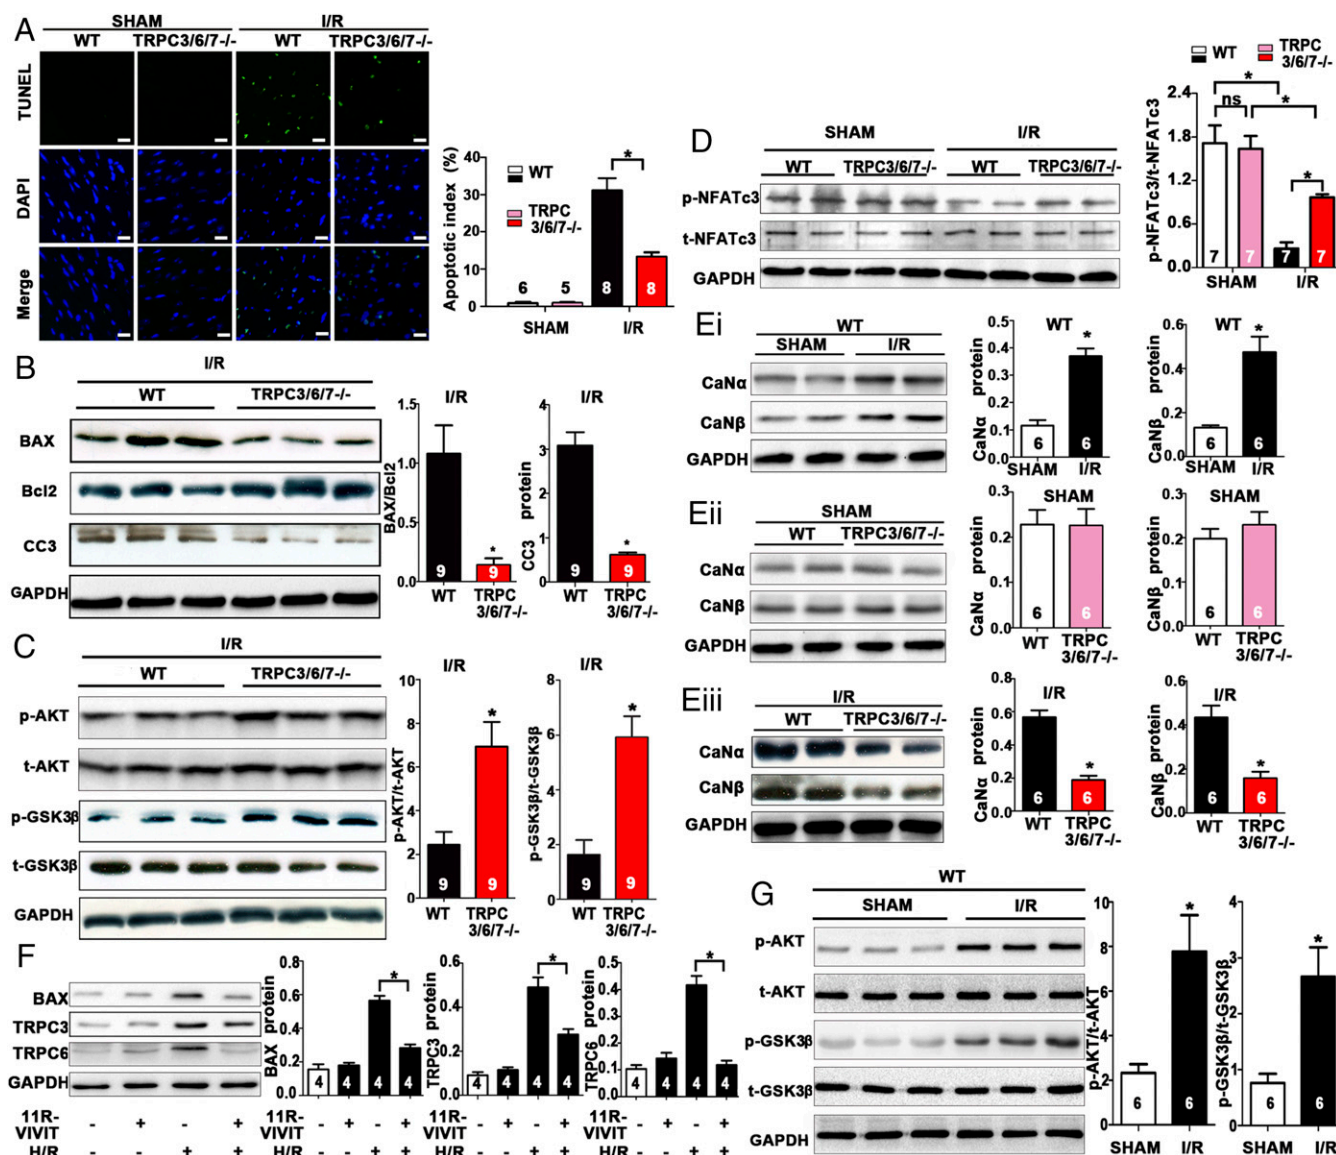 A
SHAM
I/R
WT
TRPC3/6/7-/-
WT
TRPC3/6/7-/-
TUNEL
DAPI
Merge
Apoptotic index (%)
40
30
20
10
0
WT
TRPC
3/6/7-/-
*
6
5
8
8
SHAM
I/R
B
I/R
WT
TRPC3/6/7-/-
BAX
Bcl2
CC3
GAPDH
I/R
BAX/Bcl2
1.5
1.0
0.5
0.0
*
9
9
WT
TRPC
3/6/7-/-
I/R
CC3 protein
4
3
2
1
0
*
9
9
WT
TRPC
3/6/7-/-
C
I/R
WT
TRPC3/6/7-/-
p-AKT
t-AKT
p-GSK3β
t-GSK3β
GAPDH
I/R
p-AKT/t-AKT
10
8
6
4
2
0
*
9
9
WT
TRPC
3/6/7-/-
I/R
p-GSK3β/t-GSK3β
8
6
4
2
0
*
9
9
WT
TRPC
3/6/7-/-
D
SHAM
I/R
WT
TRPC3/6/7-/-
WT
TRPC3/6/7-/-
p-NFATc3
t-NFATc3
GAPDH
WT
TRPC
3/6/7-/-
p-NFATc3/t-NFATc3
2.4
1.8
1.2
0.6
0.0
*
ns
*
*
7
7
7
7
SHAM
I/R
Ei
WT
SHAM
I/R
CaNα
CaNβ
GAPDH
WT
CaNα protein
0.5
0.4
0.3
0.2
0.1
0.0
*
6
6
SHAM
I/R
WT
CaNβ protein
0.6
0.4
0.2
0.0
*
6
6
SHAM
I/R
Eii
SHAM
WT
TRPC3/6/7-/-
CaNα
CaNβ
GAPDH
SHAM
CaNα protein
0.3
0.2
0.2
0.1
0.0
6
6
WT
TRPC
3/6/7-/-
SHAM
CaNβ protein
0.3
0.2
0.1
0.0
6
6
WT
TRPC
3/6/7-/-
Eiii
I/R
WT
TRPC3/6/7-/-
CaNα
CaNβ
GAPDH
I/R
CaNα protein
0.8
0.6
0.4
0.2
0.0
*
6
6
WT
TRPC
3/6/7-/-
I/R
CaNβ protein
0.6
0.4
0.2
0.0
*
6
6
WT
TRPC
3/6/7-/-
F
BAX
TRPC3
TRPC6
GAPDH
11R-
VIVIT
- + - +
H/R
- - + +
BAX protein
0.8
0.6
0.4
0.2
0.0
*
4
4
4
4
11R-
VIVIT
- + - +
H/R
- - + +
TRPC3 protein
0.6
0.3
0.0
*
4
4
4
4
11R-
VIVIT
- + - +
H/R
- - + +
TRPC6 protein
0.5
0.4
0.3
0.2
0.1
0.0
*
4
4
4
4
11R-
VIVIT
- + - +
H/R
- - + +
G
WT
SHAM
I/R
p-AKT
t-AKT
p-GSK3β
t-GSK3β
GAPDH
p-AKT/t-AKT
10
8
6
4
2
0
*
6
6
SHAM
I/R
p-GSK3β/t-GSK3β
4
3
2
1
0
*
6
6
SHAM
I/R